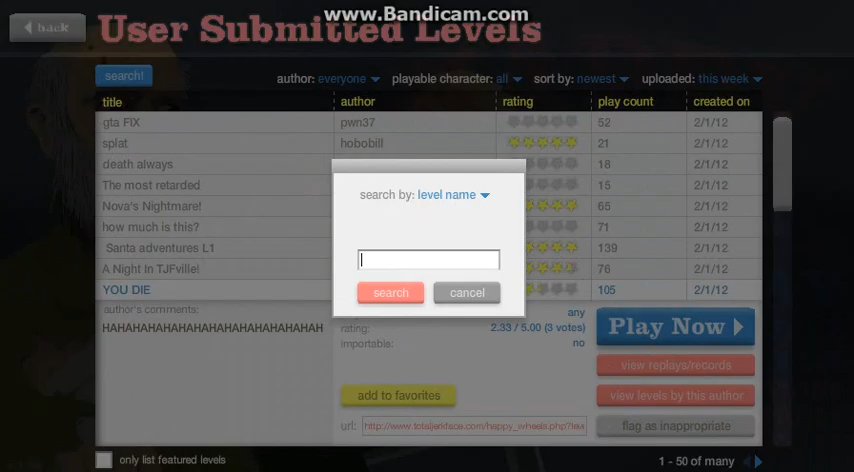 www.Bandicam.com
back
User Submitted Levels
search!
author: everyone playable character: all sort by: newest uploaded: this week
title author rating play count created on
gta FIX pwn37 52 2/1/12
splat hobobill 21 2/1/12
death always 18 2/1/12
The most retarded 15 2/1/12
Nova's Nightmare! 65 2/1/12
how much is this? 71 2/1/12
Santa adventures L1 139 2/1/12
A Night In TJFville! 76 2/1/12
YOU DIE 105 2/1/12
search by: level name
search cancel
author's comments:
HAHAHAHAHAHAHAHAHAHAHAHAHAH
any
rating: 2.33 / 5.00 (3 votes)
importable: no
add to favorites
url: http://www.totaljerkface.com/happy_wheels.php?
Play Now
view replays/records
view levels by this author
flag as inappropriate
only list featured levels
1 - 50 of many